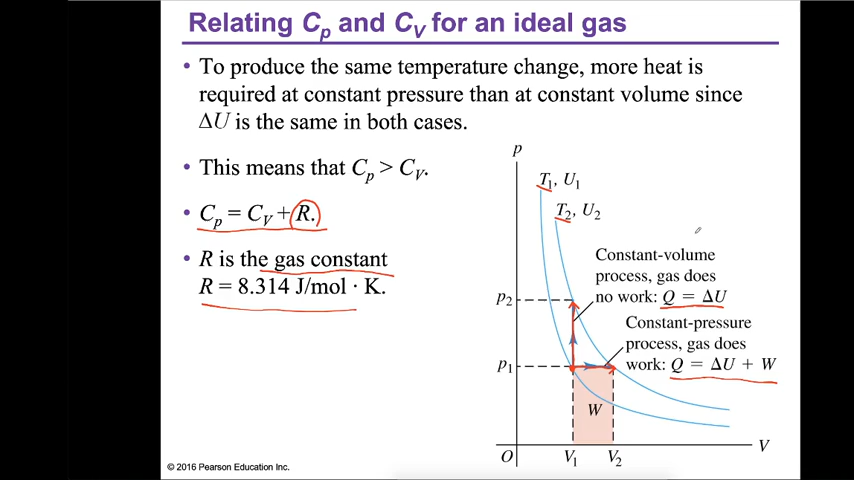 Relating Cp and CV for an ideal gas
• To produce the same temperature change, more heat is
required at constant pressure than at constant volume since
ΔU is the same in both cases.
• This means that Cp > CV.
• Cp = CV + R.
• R is the gas constant
R = 8.314 J/mol · K.
p
T1, U1
T2, U2
Constant-volume
process, gas does
no work: Q = ΔU
p2
Constant-pressure
process, gas does
work: Q = ΔU + W
p1
W
O
V1
V2
V
© 2016 Pearson Education Inc.